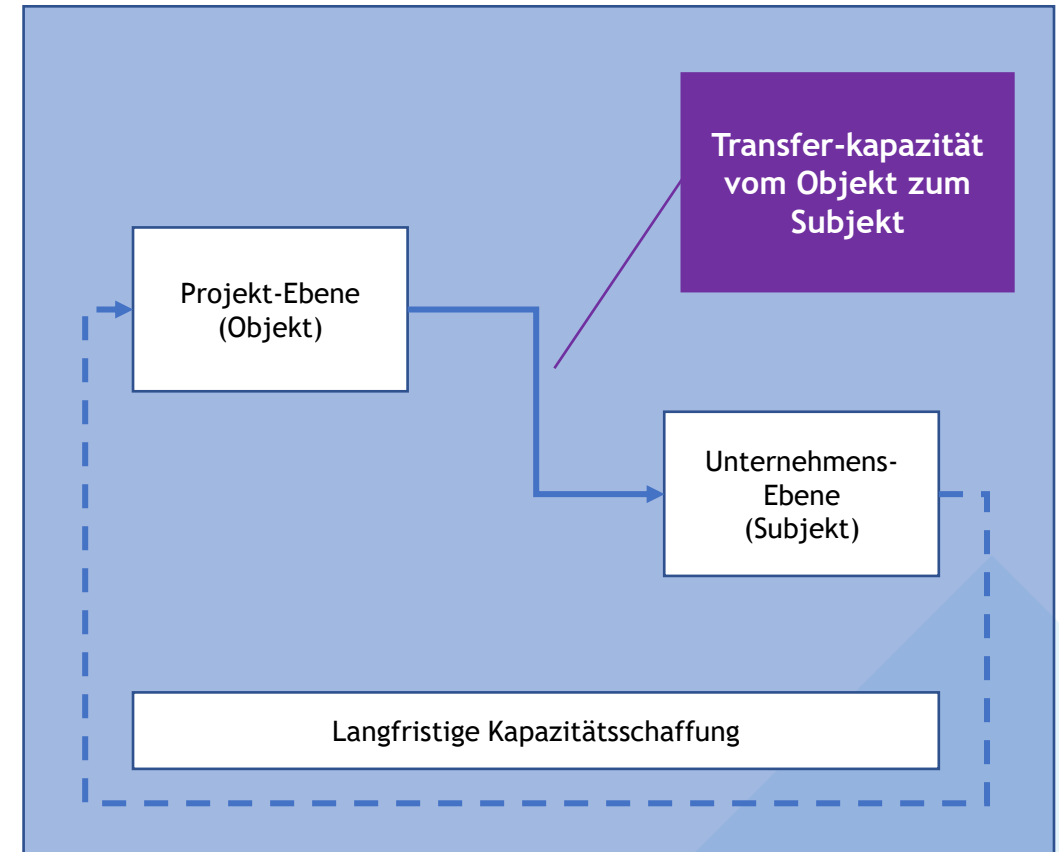 Transfer-kapazität
vom Objekt zum
Subjekt
Projekt-Ebene
(Objekt)
Unternehmens-
Ebene
(Subjekt)
Langfristige Kapazitätsschaffung